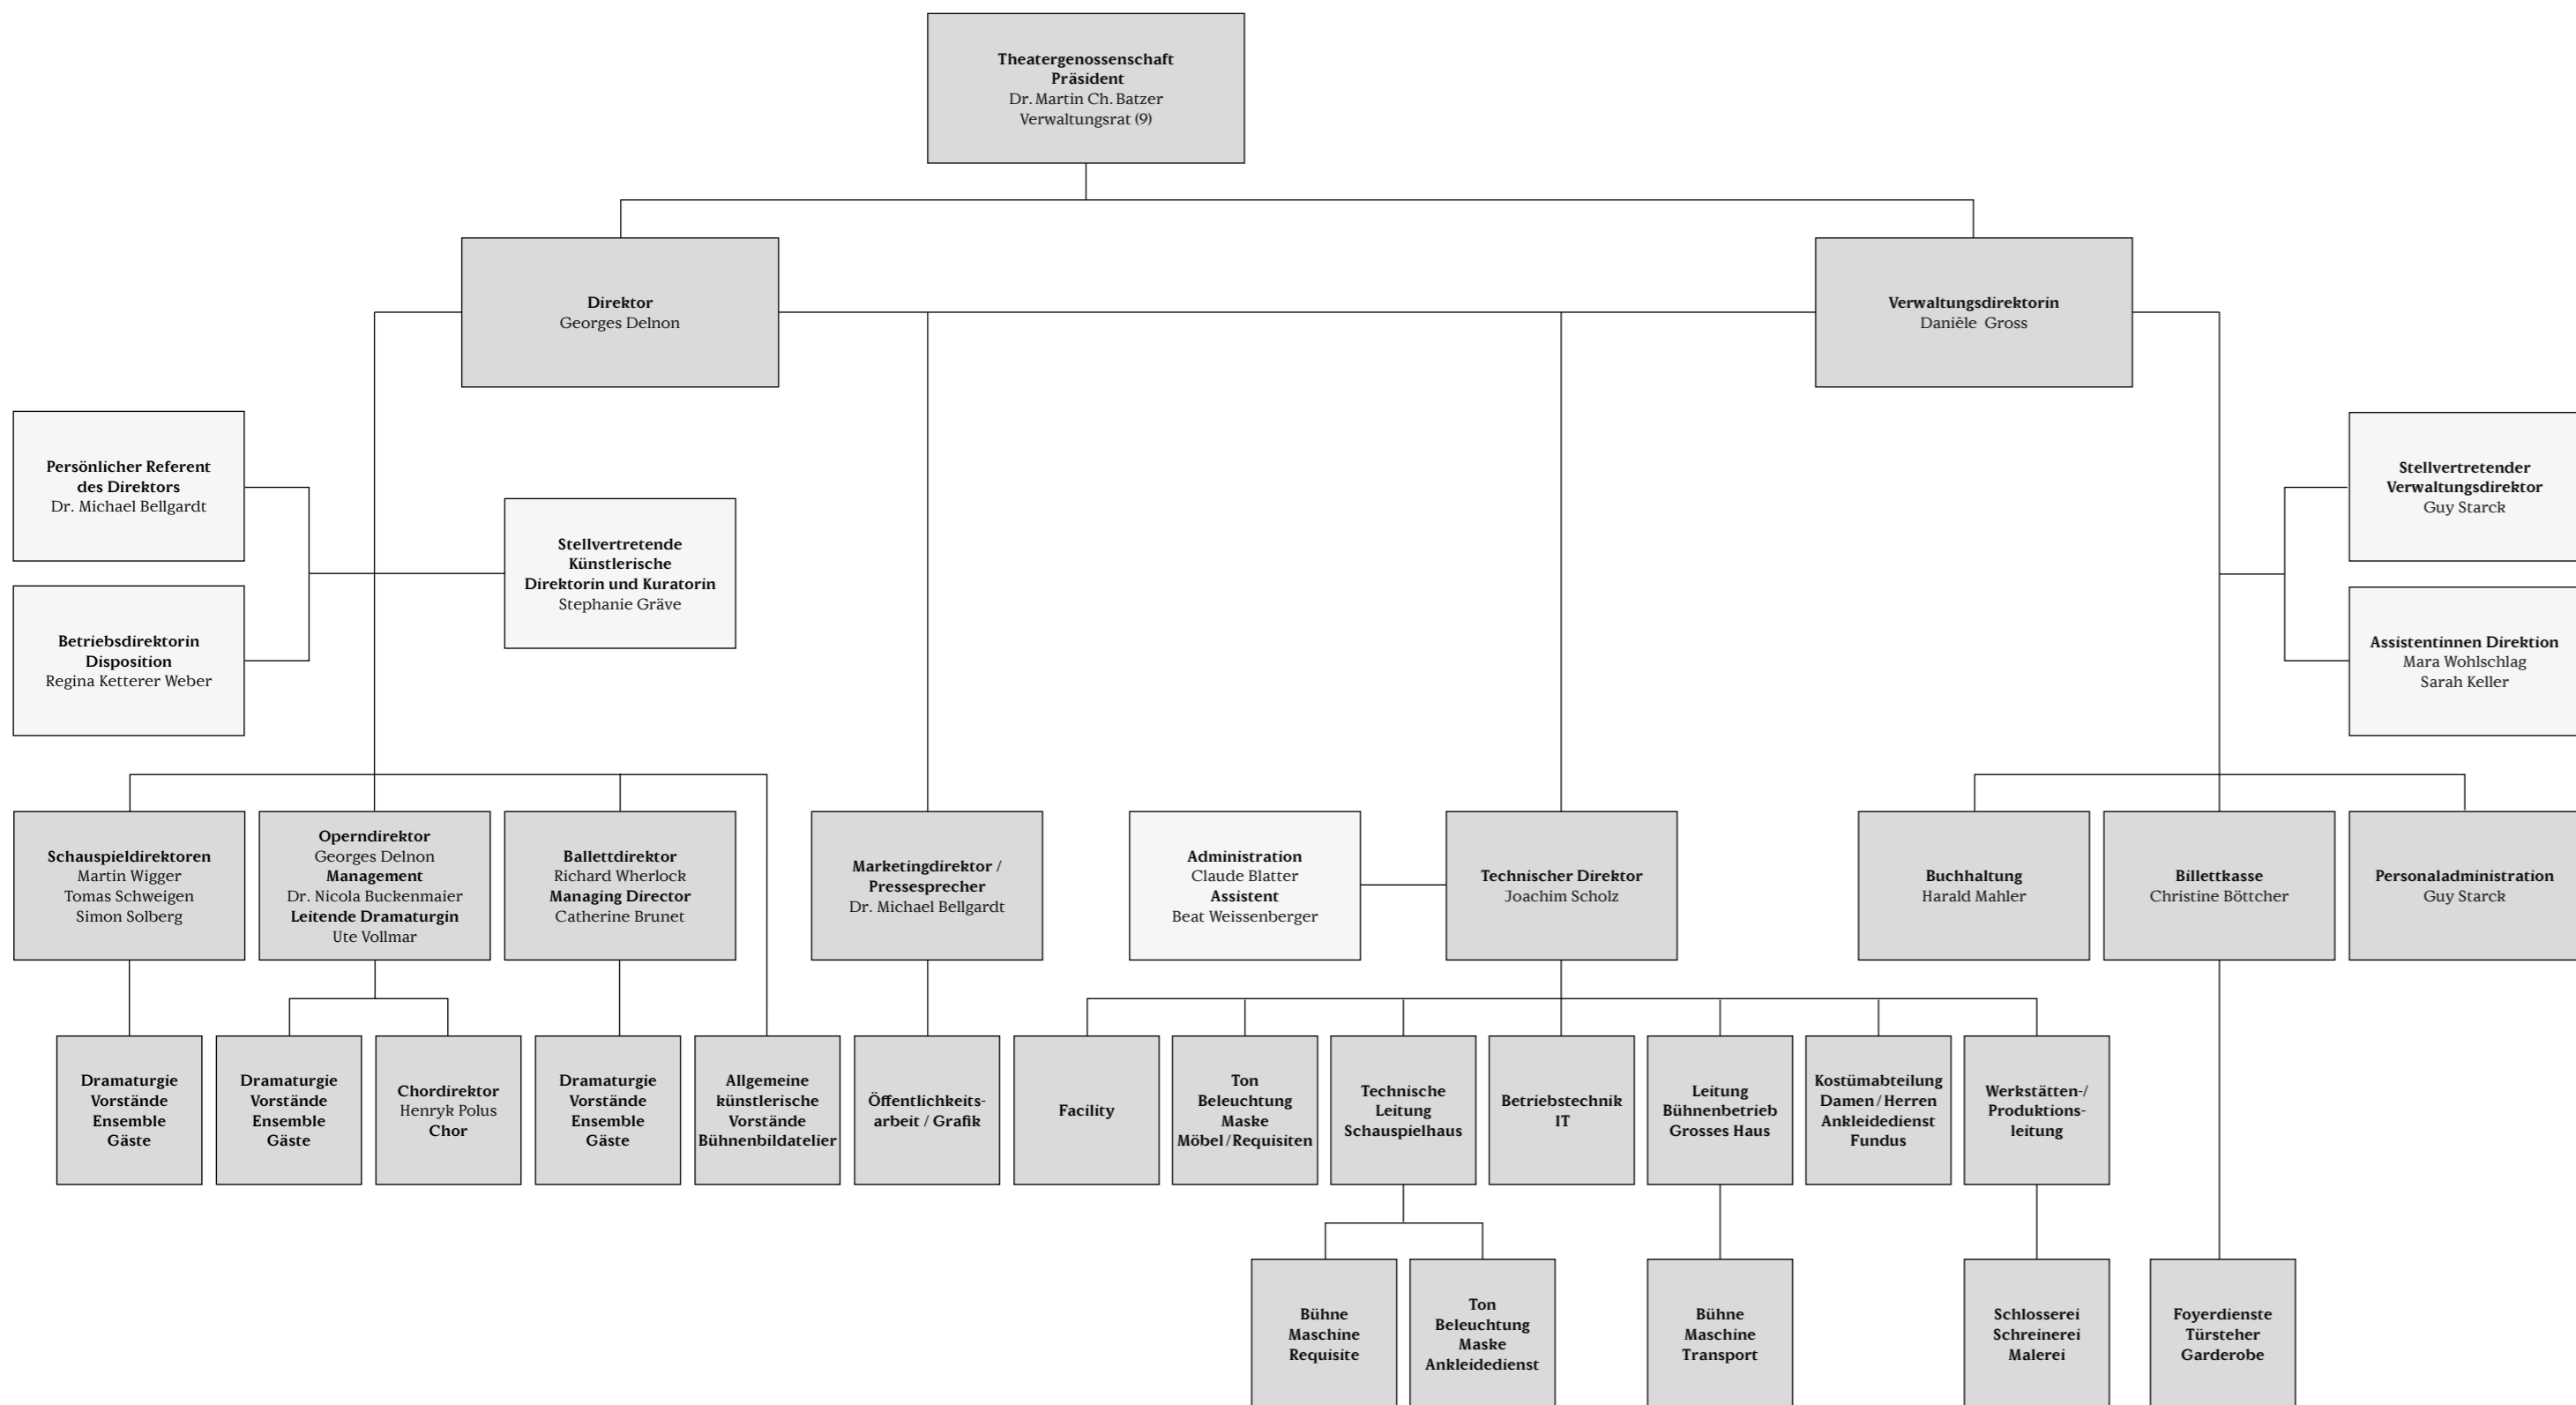 Theatergenossenschaft
Präsident
Dr. Martin Ch. Batzer
Verwaltungsrat (9)
Direktor
Georges Delnon
Verwaltungsdirektorin
Danièle Gross
Persönlicher Referent
des Direktors
Dr. Michael Bellgardt
Stellvertretende
Künstlerische
Direktorin und Kuratorin
Stephanie Gräve
Betriebsdirektorin
Disposition
Regina Ketterer Weber
Stellvertretender
Verwaltungsdirektor
Guy Starck
Assistentinnen Direktion
Mara Wohlschlag
Sarah Keller
Schauspieldirektoren
Martin Wigger
Tomas Schweigen
Simon Solberg
Operndirektor
Georges Delnon
Management
Dr. Nicola Buckenmaier
Leitende Dramaturgin
Ute Vollmar
Ballettdirektor
Richard Wherlock
Managing Director
Catherine Brunet
Marketingdirektor /
Pressesprecher
Dr. Michael Bellgardt
Administration
Claude Blatter
Assistent
Beat Weissenberger
Technischer Direktor
Joachim Scholz
Buchhaltung
Harald Mahler
Billettkasse
Christine Böttcher
Personaladministration
Guy Starck
Dramaturgie
Vorstände
Ensemble
Gäste
Dramaturgie
Vorstände
Ensemble
Gäste
Chordirektor
Henryk Polus
Chor
Dramaturgie
Vorstände
Ensemble
Gäste
Allgemeine
künstlerische
Vorstände
Bühnenbildatelier
Öffentlichkeits-
arbeit / Grafik
Facility
Ton
Beleuchtung
Maske
Möbel/Requisiten
Technische
Leitung
Schauspielhaus
Betriebstechnik
IT
Leitung
Bühnenbetrieb
Grosses Haus
Kostümabteilung
Damen/Herren
Ankleidedienst
Fundus
Werkstätten-/
Produktions-
leitung
Bühne
Maschine
Requisite
Ton
Beleuchtung
Maske
Ankleidedienst
Bühne
Maschine
Transport
Schlosserei
Schreinerei
Malerei
Foyerdienste
Türsteher
Garderobe